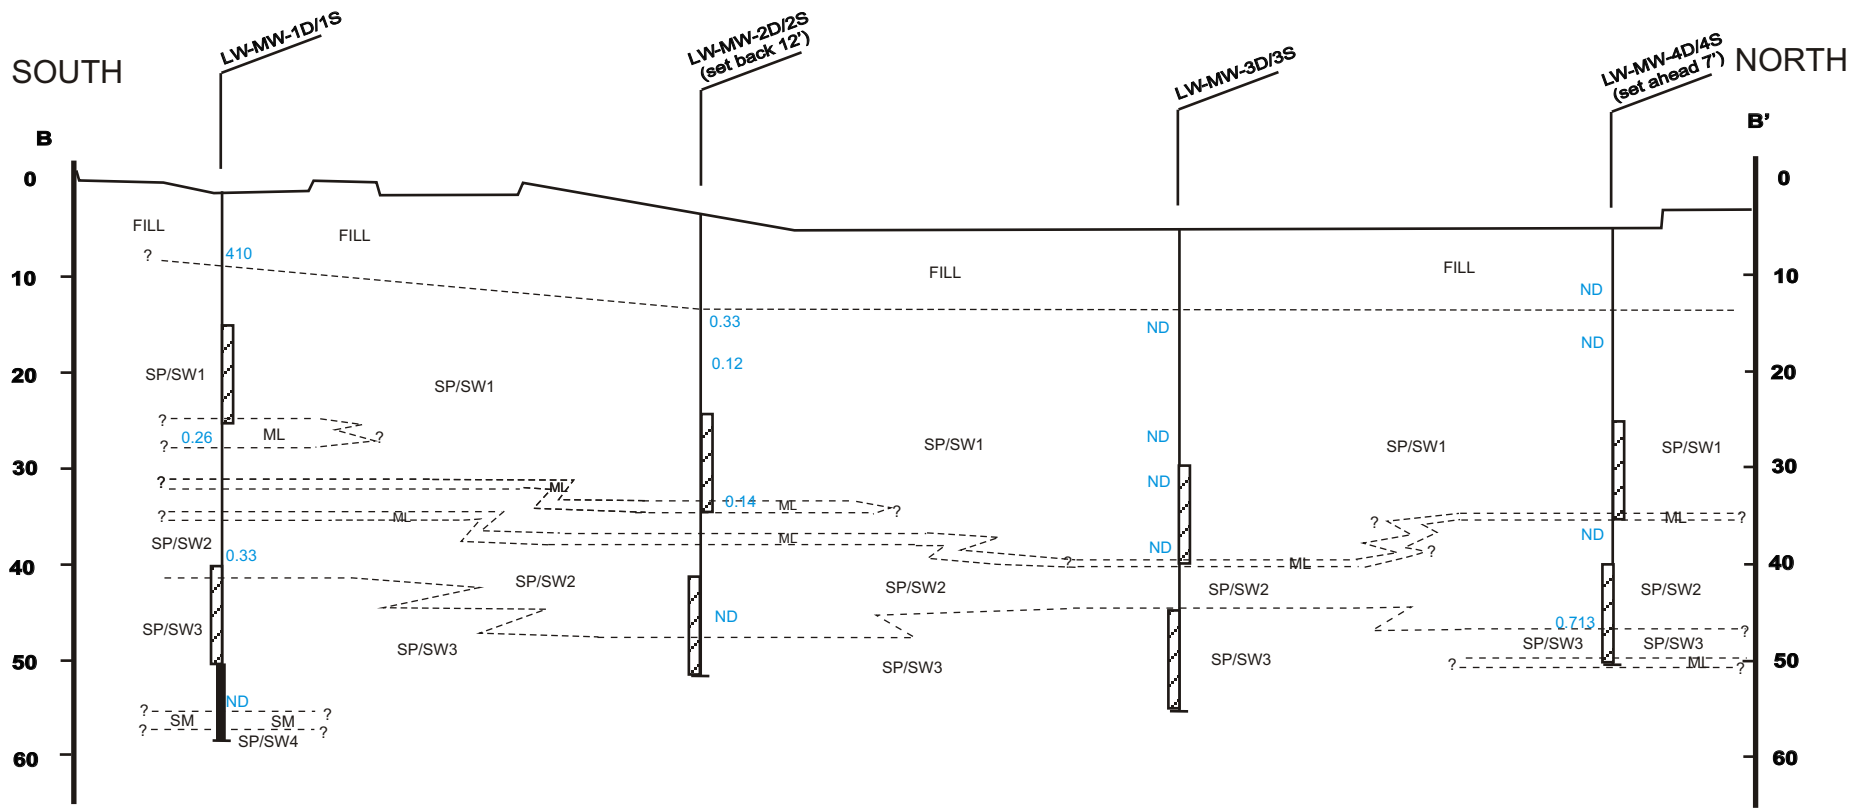 LW-MW-1D/1S
LW-MW-2D/2S
(set back 12')
LW-MW-3D/3S
LW-MW-4D/4S
(set ahead 7')
SOUTH
NORTH
B
B'
0
0
FILL
FILL
?
410
FILL
FILL
10
10
ND
0.33
ND
ND
0.12
20
20
SP/SW1
SP/SW1
?
0.26
ML
?
?
SP/SW1
ND
SP/SW1
SP/SW1
30
30
?
ML
ND
0.14
ML
?
?
ML
?
ML
?
ND
SP/SW2
ML
ND
?
0.33
?
ML
40
40
SP/SW2
SP/SW2
SP/SW2
SP/SW2
ND
0.713
SP/SW3
?
SP/SW3
SP/SW3
SP/SW3
SP/SW3
SP/SW3
50
50
?
ML
?
ND
?
?
SM
SM
?
?
SP/SW4
60
60